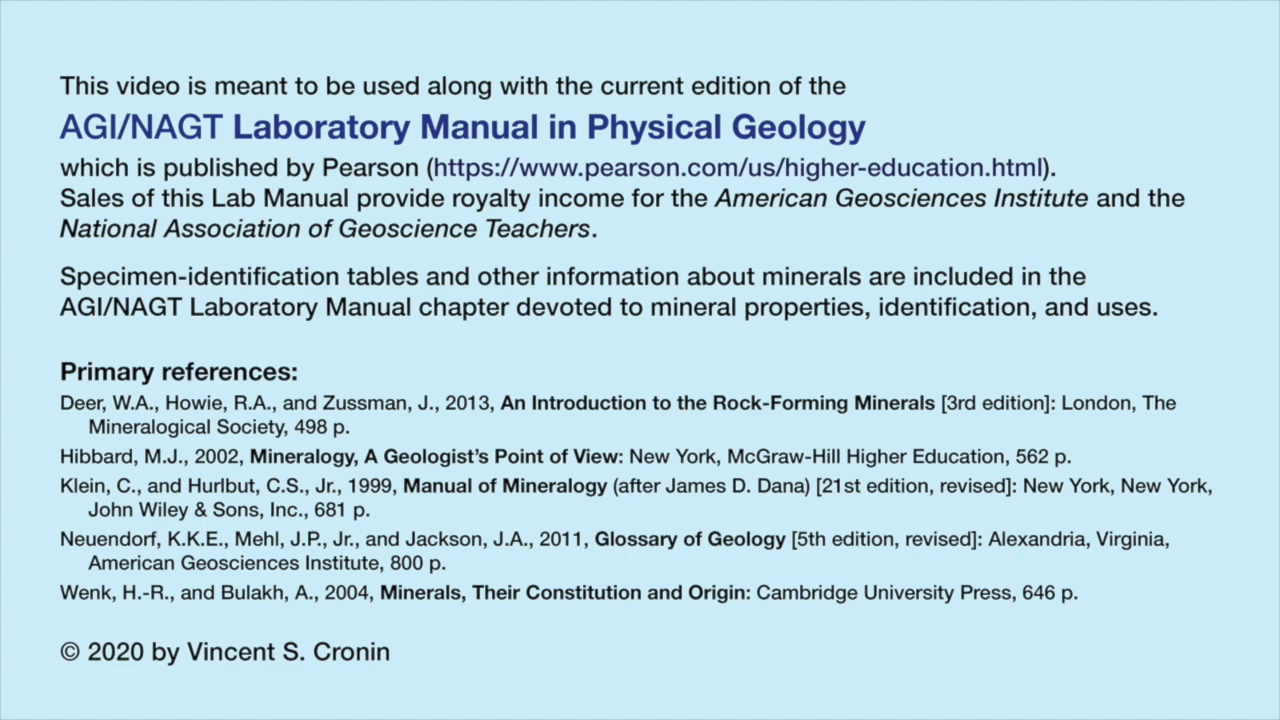 This video is meant to be used along with the current edition of the
AGI/NAGT Laboratory Manual in Physical Geology
which is published by Pearson (https://www.pearson.com/us/higher-education.html).
Sales of this Lab Manual provide royalty income for the American Geosciences Institute and the
National Association of Geoscience Teachers.
Specimen-identification tables and other information about minerals are included in the
AGI/NAGT Laboratory Manual chapter devoted to mineral properties, identification, and uses.
Primary references:
Deer, W.A., Howie, R.A., and Zussman, J., 2013, An Introduction to the Rock-Forming Minerals [3rd edition]: London, The
Mineralogical Society, 498 p.
Hibbard, M.J., 2002, Mineralogy, A Geologist’s Point of View: New York, McGraw-Hill Higher Education, 562 p.
Klein, C., and Hurlbut, C.S., Jr., 1999, Manual of Mineralogy (after James D. Dana) [21st edition, revised]: New York, New York,
John Wiley & Sons, Inc., 681 p.
Neuendorf, K.K.E., Mehl, J.P., Jr., and Jackson, J.A., 2011, Glossary of Geology [5th edition, revised]: Alexandria, Virginia,
American Geosciences Institute, 800 p.
Wenk, H.-R., and Bulakh, A., 2004, Minerals, Their Constitution and Origin: Cambridge University Press, 646 p.
© 2020 by Vincent S. Cronin